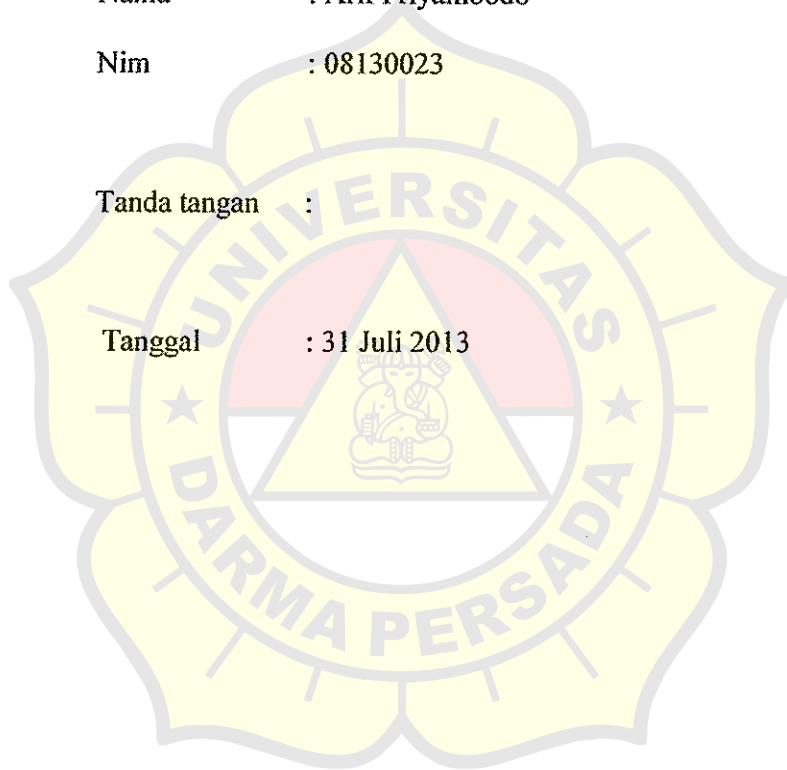 Nim : 08130023
Tanda tangan :
Tanggal : 31 Juli 2013
UNIVERSITAS
DARMA PERSADA